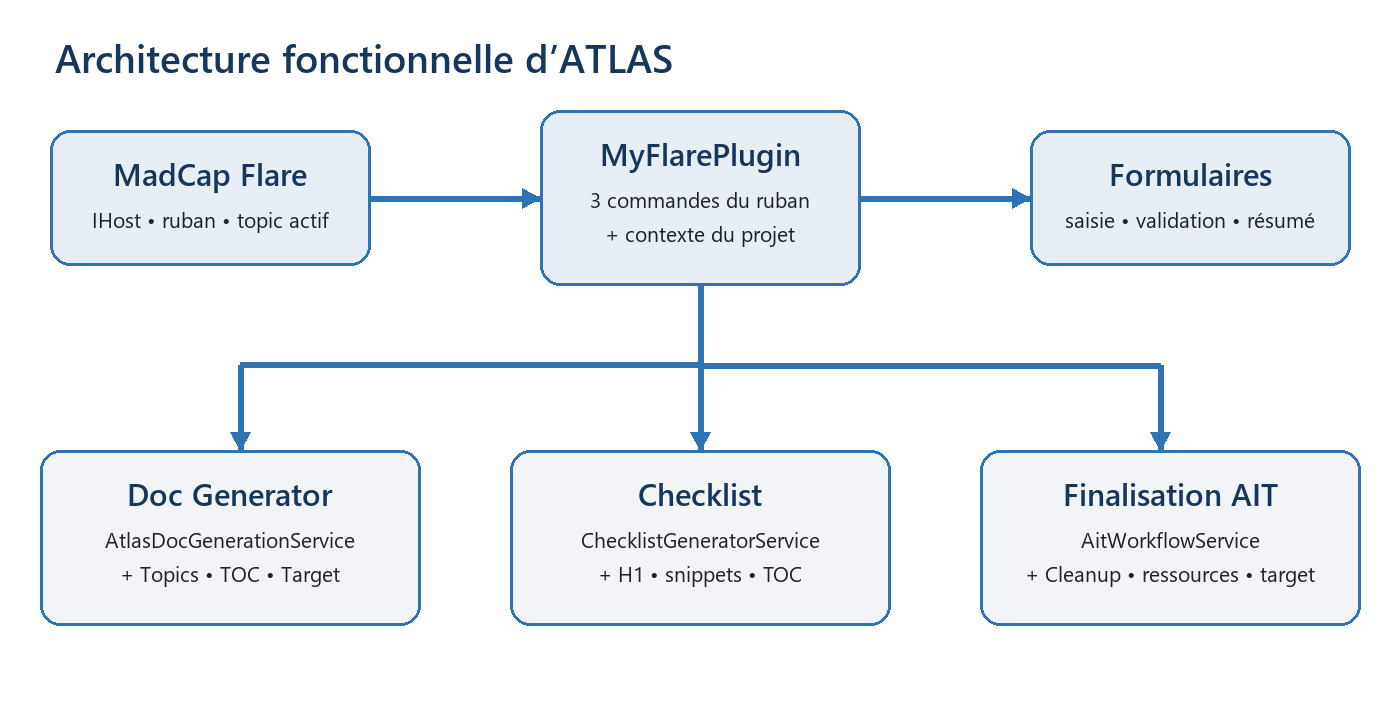 Architecture fonctionnelle d’ATLAS
MadCap Flare
IHost • ruban • topic actif
MyFlarePlugin
3 commandes du ruban
+ contexte du projet
Formulaires
saisie • validation • résumé
Doc Generator
AtlasDocGenerationService
+ Topics • TOC • Target
Checklist
ChecklistGeneratorService
+ H1 • snippets • TOC
Finalisation AIT
AitWorkflowService
+ Cleanup • ressources • target